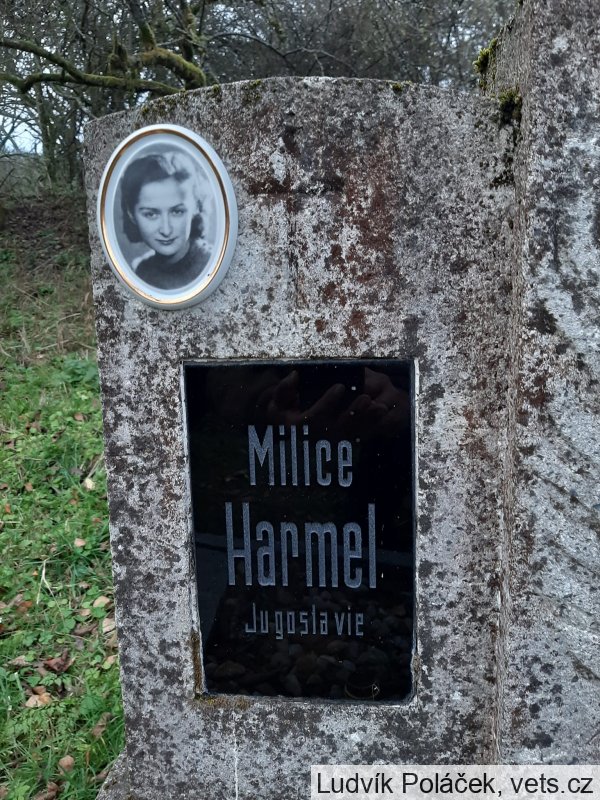 Milice
Harmel
Jugoslavie
Ludvík Poláček, vets.cz